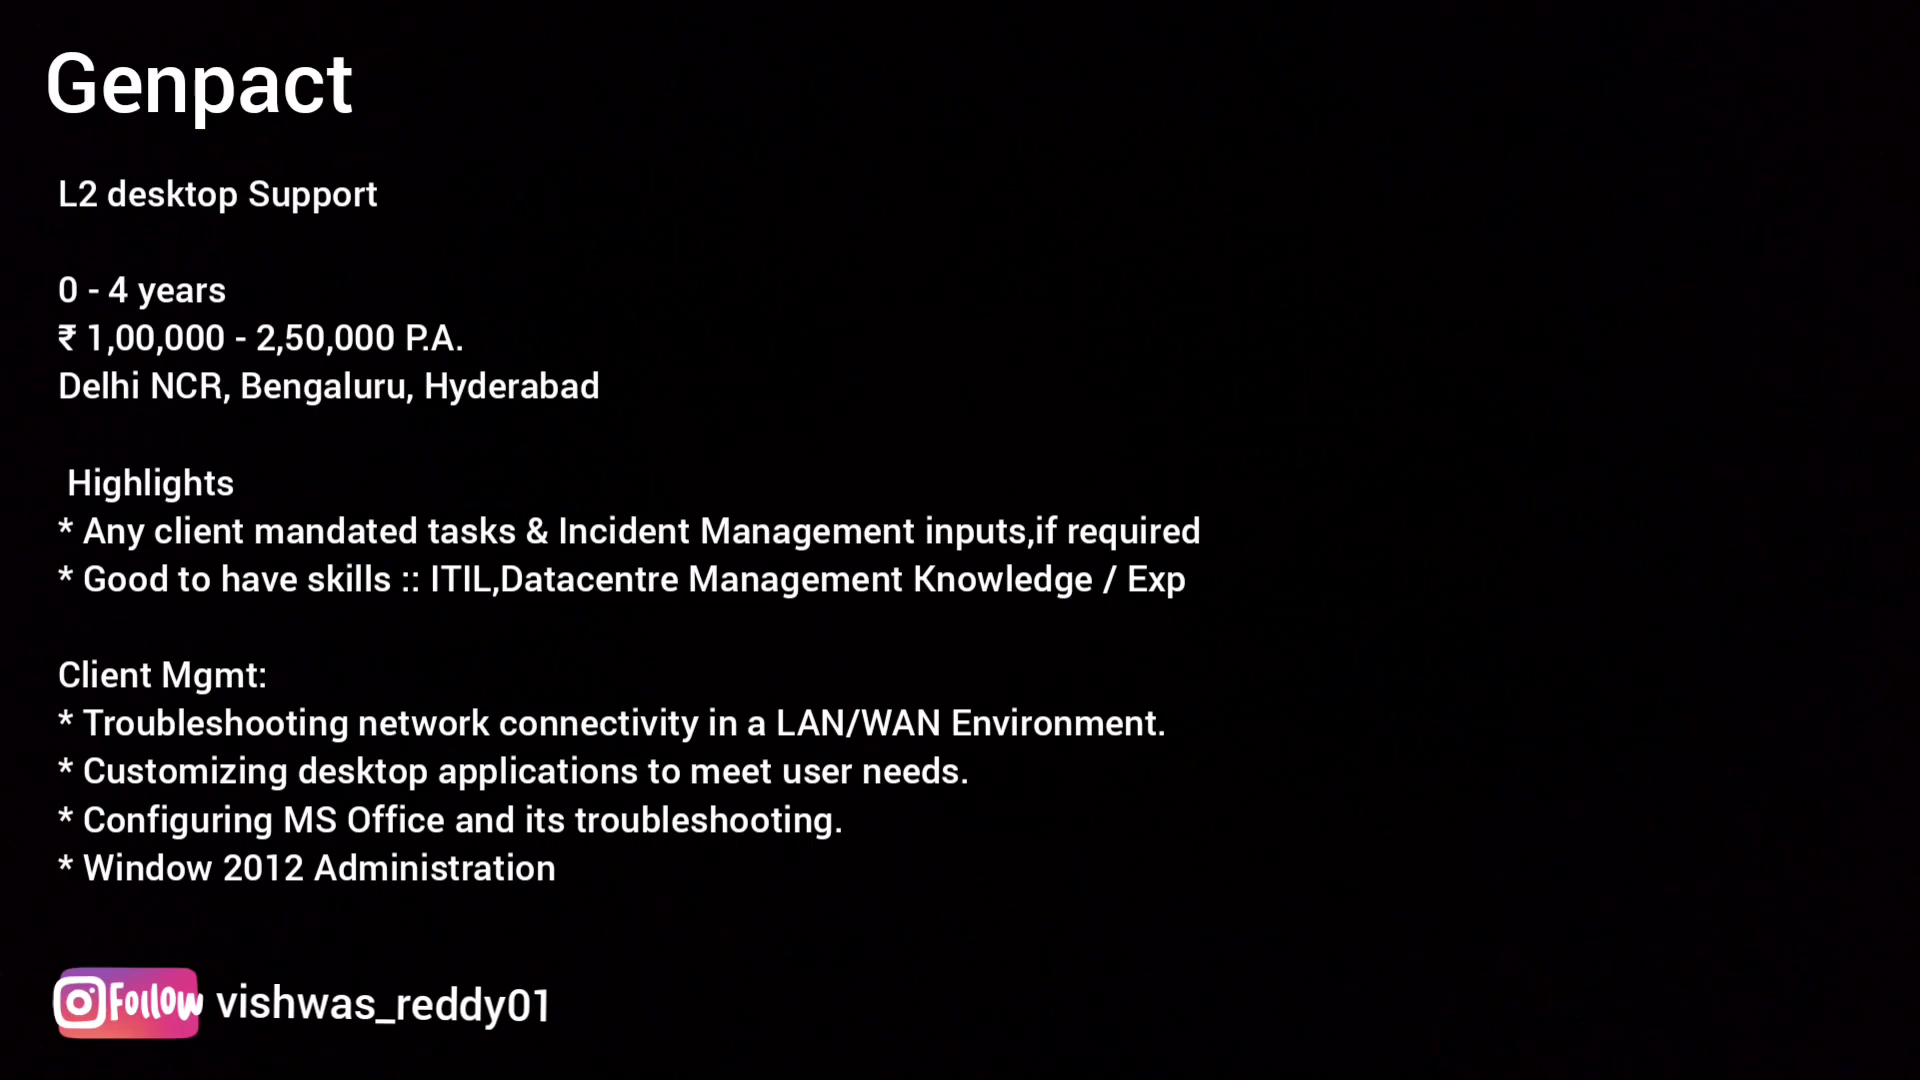 Genpact
L2 desktop Support
0 - 4 years
₹ 1,00,000 - 2,50,000 P.A.
Delhi NCR, Bengaluru, Hyderabad
Highlights
* Any client mandated tasks & Incident Management inputs,if required
* Good to have skills :: ITIL,Datacentre Management Knowledge / Exp
Client Mgmt:
* Troubleshooting network connectivity in a LAN/WAN Environment.
* Customizing desktop applications to meet user needs.
* Configuring MS Office and its troubleshooting.
* Window 2012 Administration
Follow vishwas_reddy01